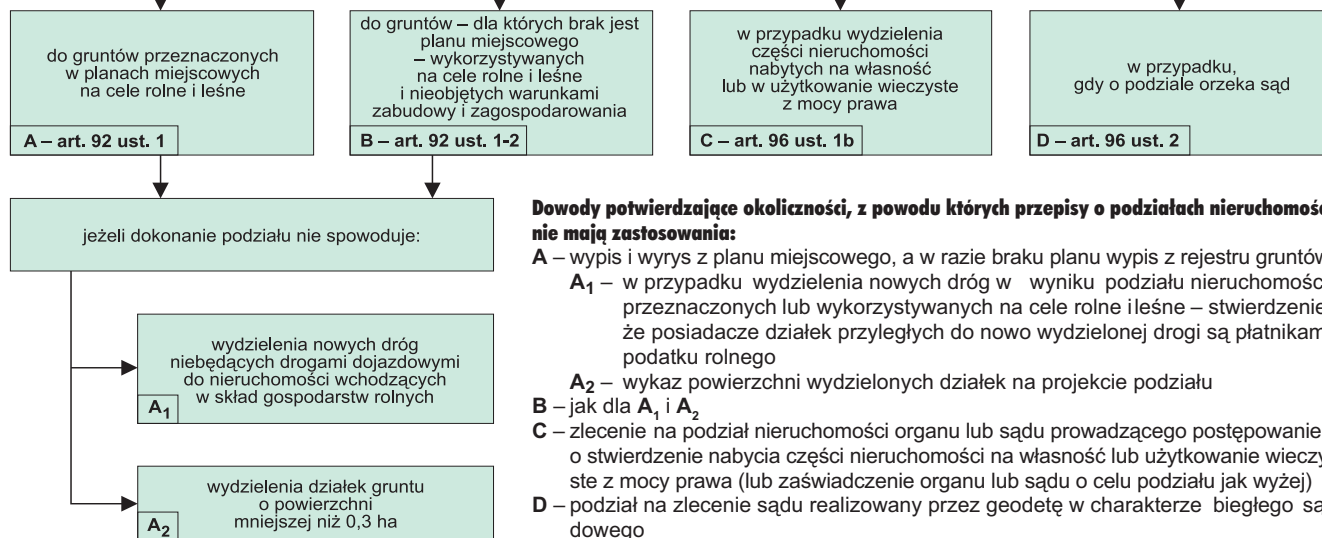 do gruntów przeznaczonych
w planach miejscowych
na cele rolne i leśne
A – art. 92 ust. 1
do gruntów – dla których brak jest
planu miejscowego
– wykorzystywanych
na cele rolne i leśne
i nieobjętych warunkami
zabudowy i zagospodarowania
B – art. 92 ust. 1-2
w przypadku wydzielenia
części nieruchomości
nabytych na własność
lub w użytkowanie wieczyste
z mocy prawa
C – art. 96 ust. 1b
w przypadku,
gdy o podziale orzeka sąd
D – art. 96 ust. 2
jeżeli dokonanie podziału nie spowoduje:
wydzielenia nowych dróg
niebędących drogami dojazdowymi
do nieruchomości wchodzących
w skład gospodarstw rolnych
A1
wydzielenia działek gruntu
o powierzchni
mniejszej niż 0,3 ha
A2
Dowody potwierdzające okoliczności, z powodu których przepisy o podziałach nieruchomośc
nie mają zastosowania:
A – wypis i wyrys z planu miejscowego, a w razie braku planu wypis z rejestru gruntów
A1 – w przypadku wydzielenia nowych dróg w wyniku podziału nieruchomości
przeznaczonych lub wykorzystywanych na cele rolne i leśne – stwierdzenie
że posiadacze działek przyległych do nowo wydzielonej drogi są płatnikam
podatku rolnego
A2 – wykaz powierzchni wydzielonych działek na projekcie podziału
B – jak dla A1 i A2
C – zlecenie na podział nieruchomości organu lub sądu prowadzącego postępowanie
o stwierdzenie nabycia części nieruchomości na własność lub użytkowanie wieczy
ste z mocy prawa (lub zaświadczenie organu lub sądu o celu podziału jak wyżej)
D – podział na zlecenie sądu realizowany przez geodetę w charakterze biegłego są
dowego